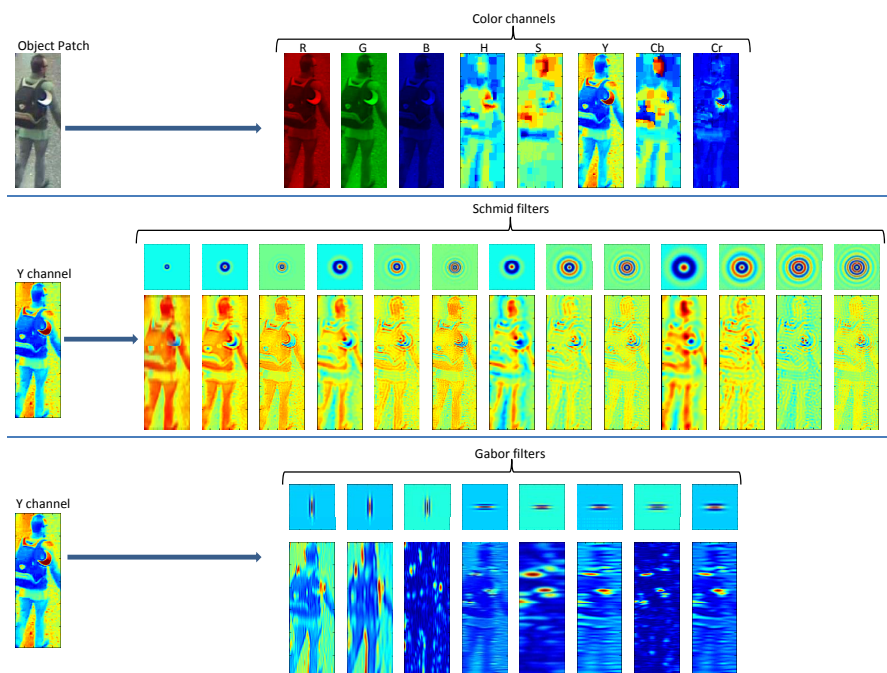 Color channels
Object Patch
R G B H S Y Cb Cr
Schmid filters
Y channel
Gabor filters
Y channel